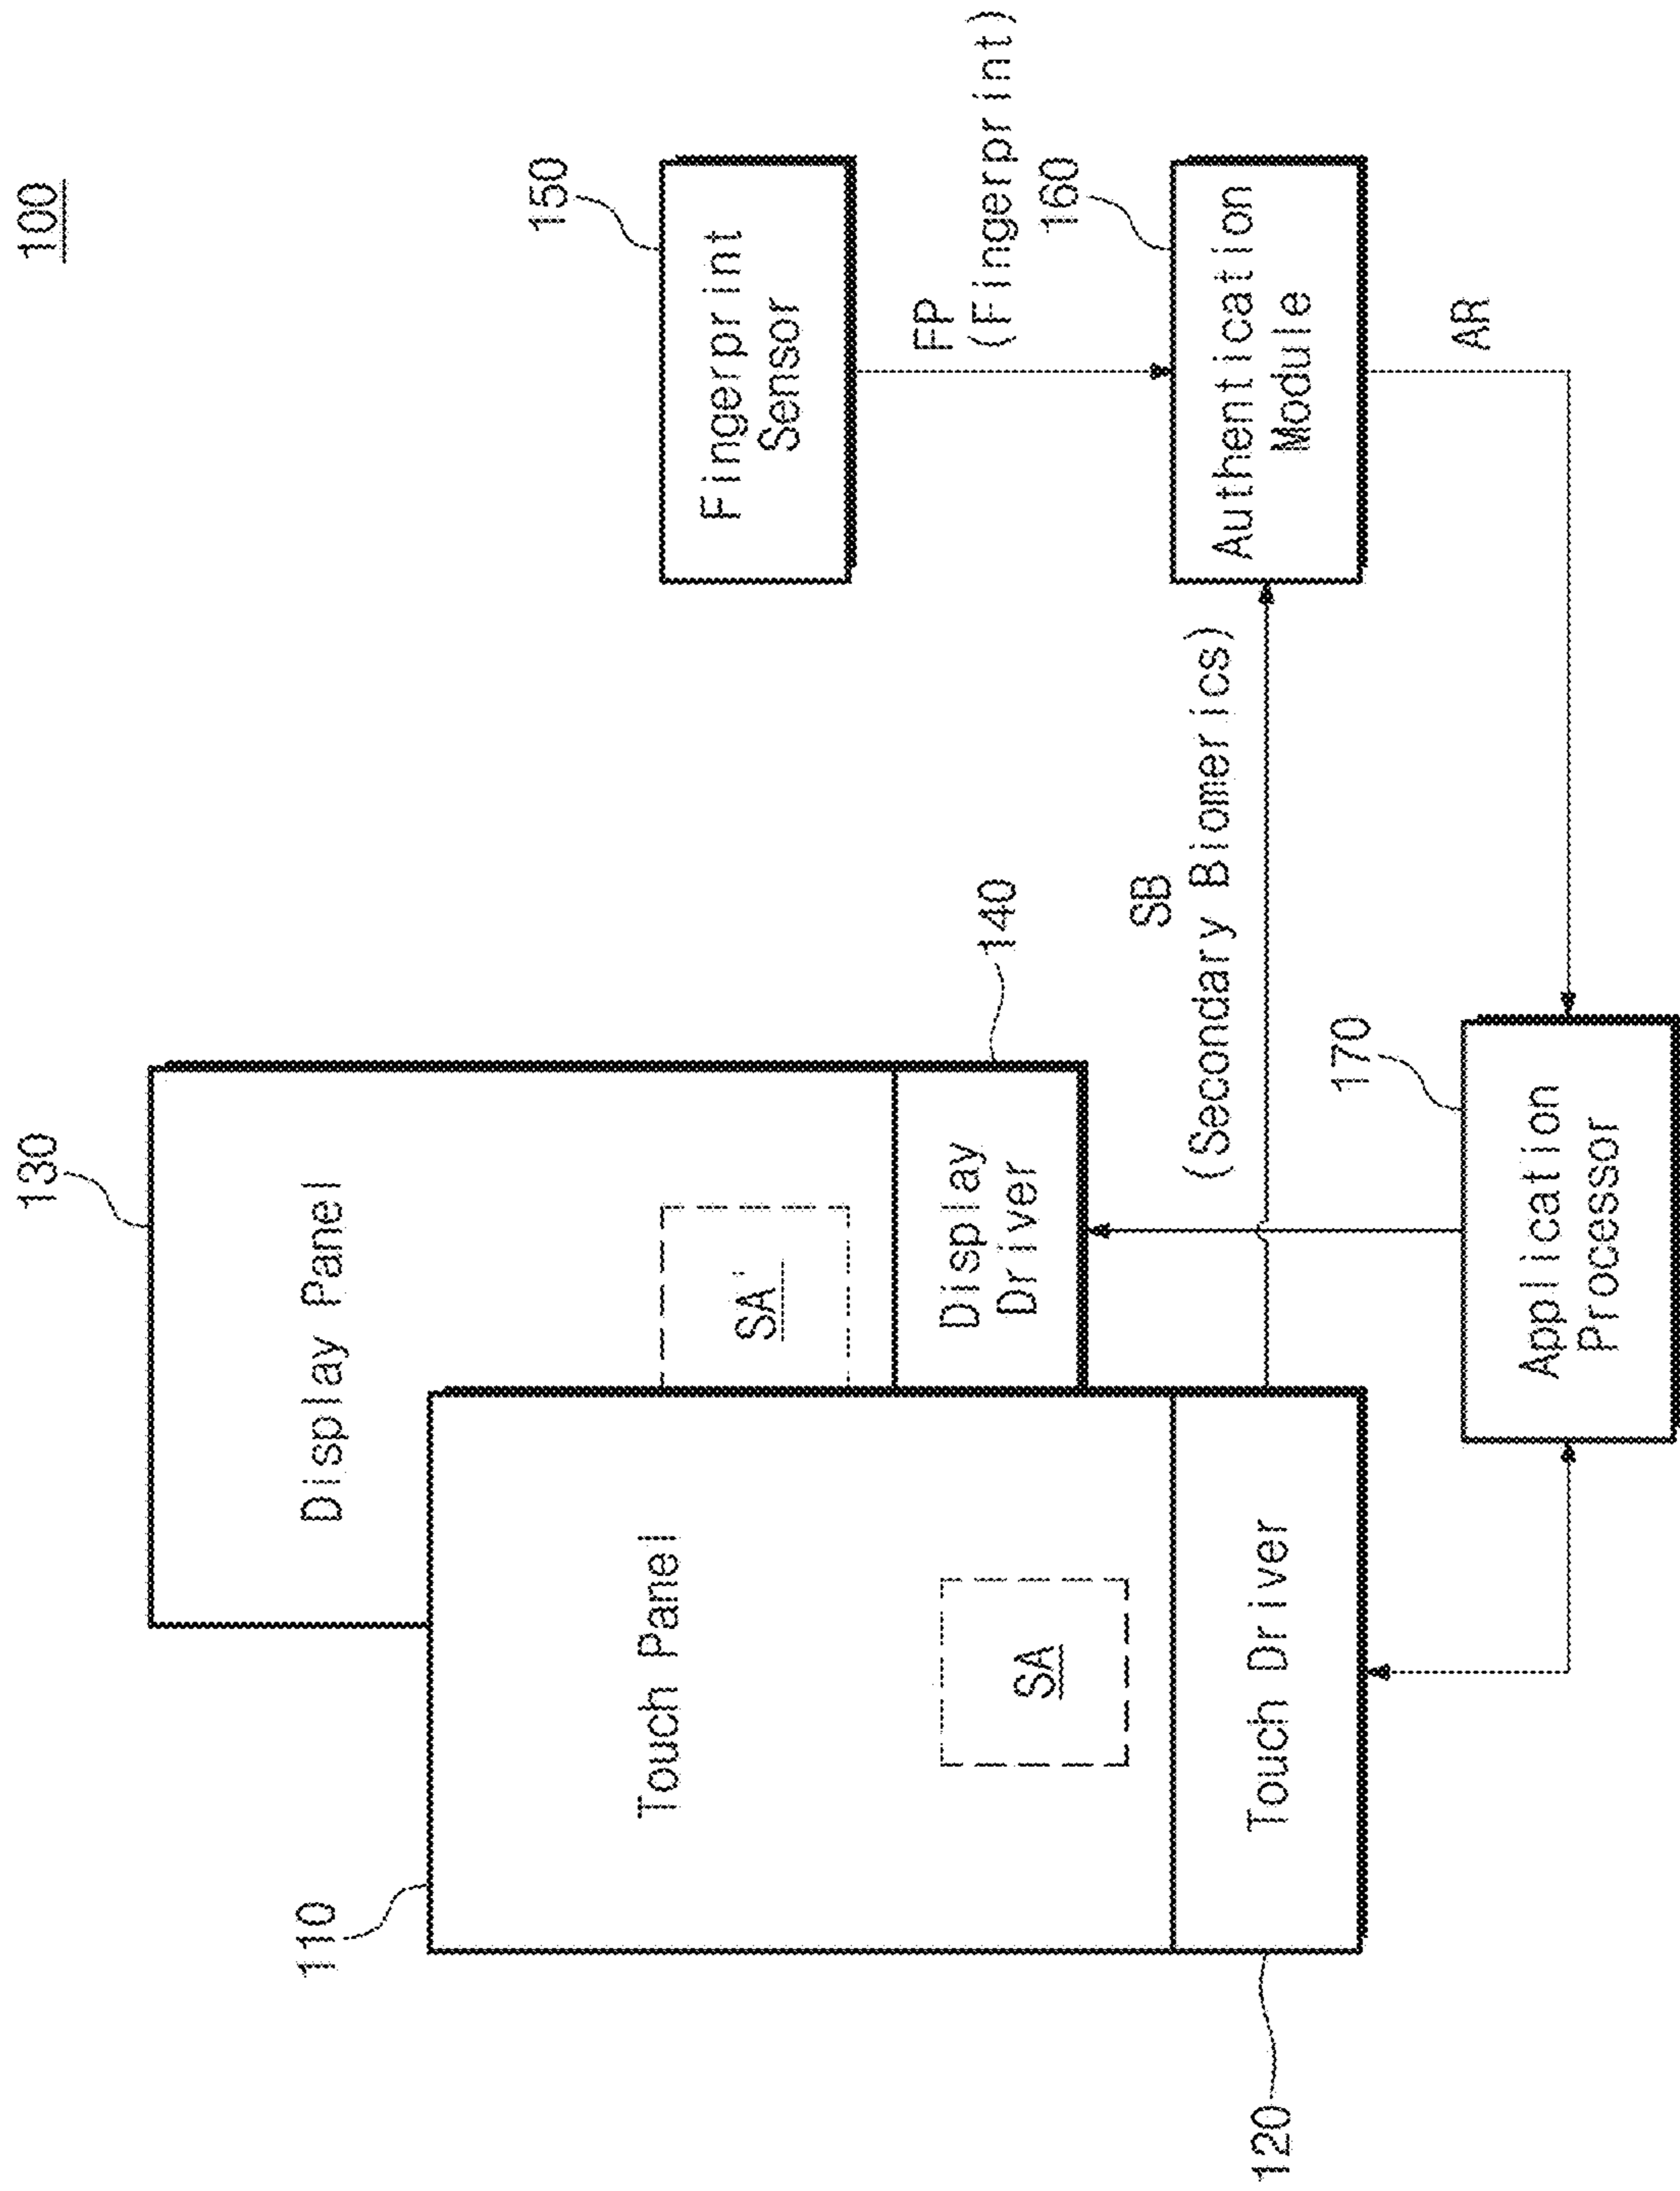 100
130
Display Panel
SA'
Display
Driver
140
110
Touch Panel
SA
Touch Driver
120
150
Fingerprint
Sensor
FP
(Fingerprint)
160
Authentication
Module
SB
(Secondary Biomerics)
AR
170
Application
Processor